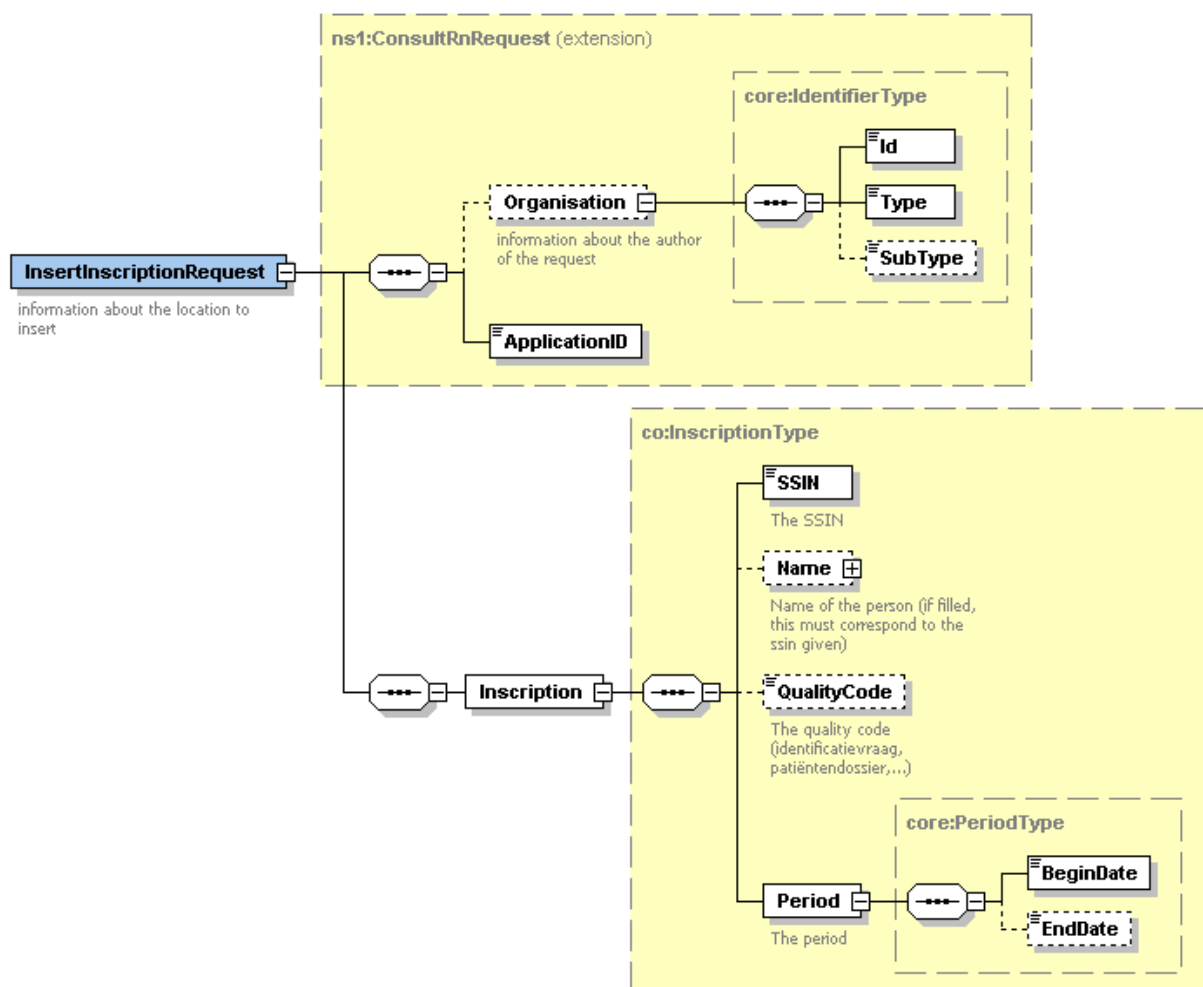 ns1:ConsultRnRequest (extension)
core:IdentifierType
Id
Type
SubType
Organisation
information about the author
of the request
InsertInscriptionRequest
information about the location to
insert
ApplicationID
co:InscriptionType
SSIN
The SSIN
Name
Name of the person (if filled,
this must correspond to the
ssin given)
Inscription
QualityCode
The quality code
(identificatievraag,
patiëntendossier,...)
core:PeriodType
BeginDate
Period
The period
EndDate